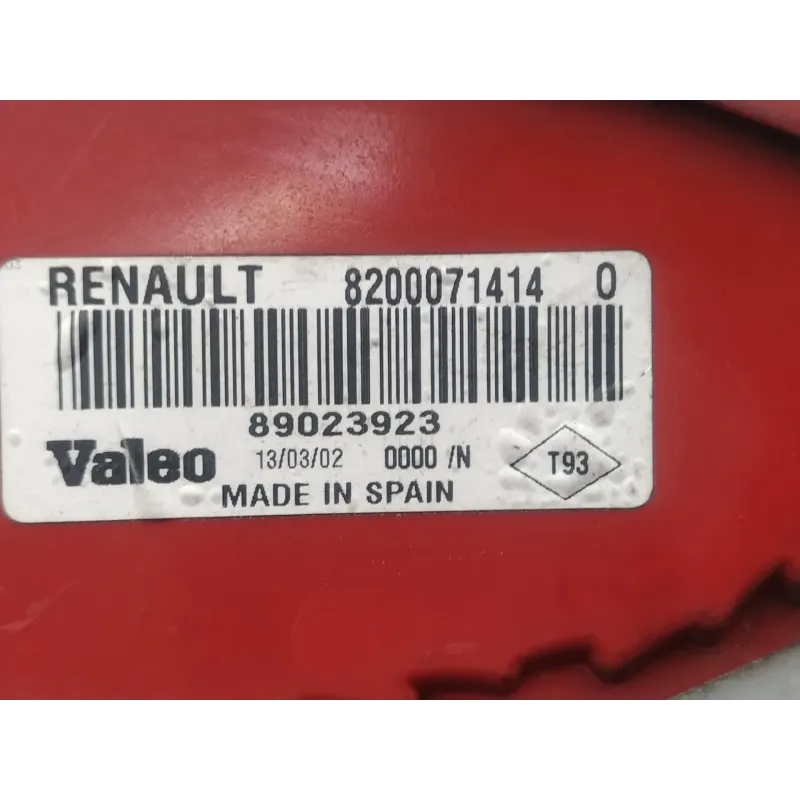 RENAULT 8200071414 0
89023923
Valeo 13/03/02 0000 /N T93
MADE IN SPAIN